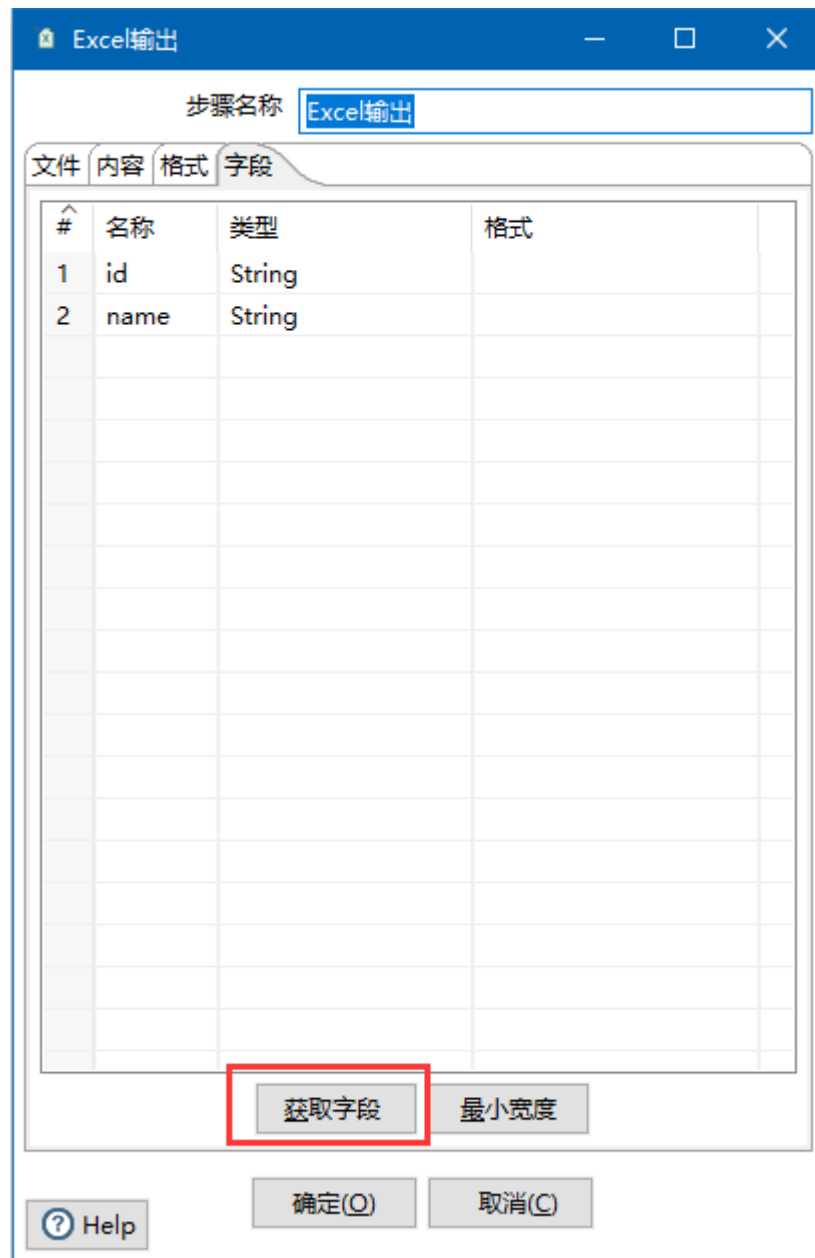 Excel输出
步骤名称 Excel输出
文件 内容 格式 字段
# 名称 类型 格式
1 id String
2 name String
获取字段 最小宽度
确定(O) 取消(C)
Help